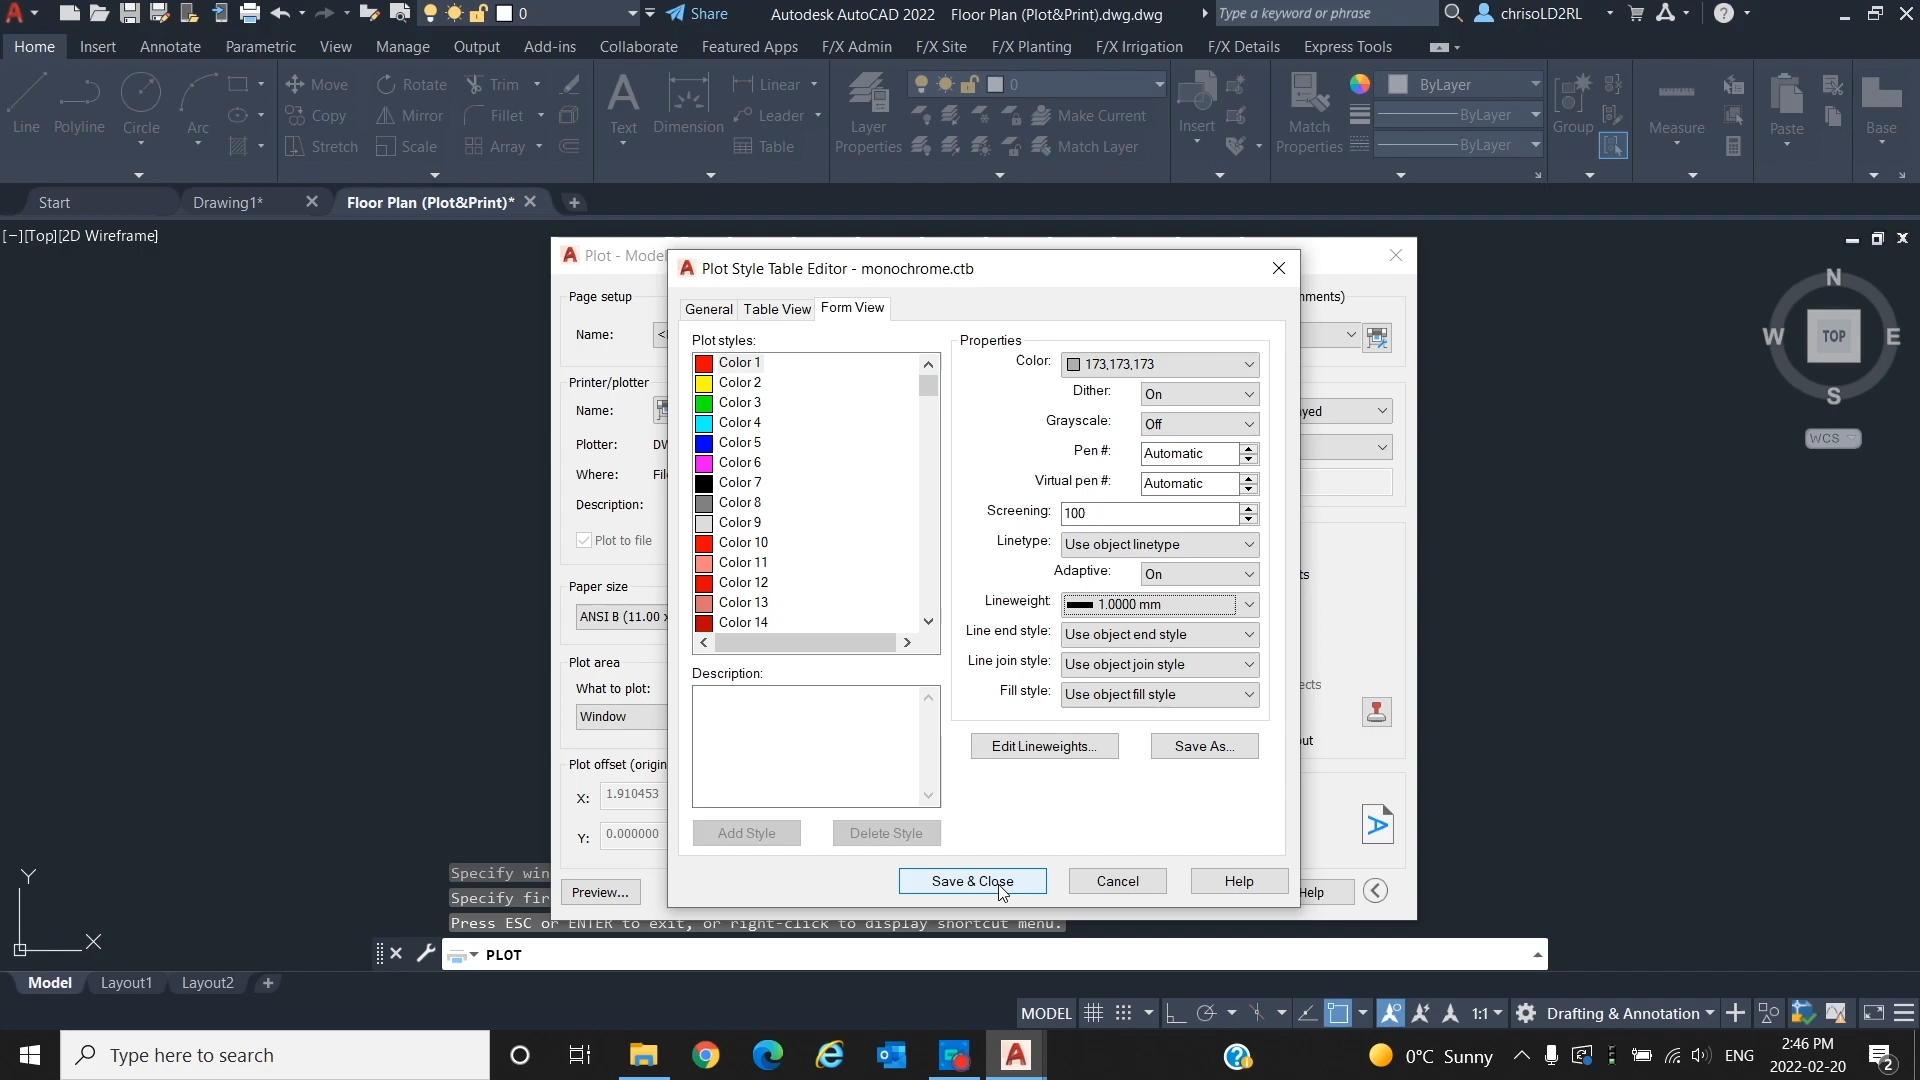 0
Share
Autodesk AutoCAD 2022 Floor Plan (Plot&Print).dwg.dwg
Type a keyword or phrase
chrisoLD2RL
Home Insert Annotate Parametric View Manage Output Add-ins Collaborate Featured Apps F/X Admin F/X Site F/X Planting F/X Irrigation F/X Details Express Tools
Line
Polyline
Circle
Arc
Move
Rotate
Trim
Copy
Mirror
Fillet
Stretch
Scale
Array
Text
Dimension
Linear
Leader
Table
Layer
Properties
0
Make Current
Match Layer
Insert
Match
Properties
ByLayer
ByLayer
ByLayer
Group
Measure
Paste
Base
Start
Drawing1*
Floor Plan (Plot&Print)*
[−][Top][2D Wireframe]
N
W
TOP
E
S
WCS
Plot - Model
Page setup
Name:
Printer/plotter
Name:
Plotter:
Where:
Description:
Plot to file
Paper size
ANSI B (11.00 x
Plot area
What to plot:
Window
Plot offset (origin
X: 1.910453
Y: 0.000000
Preview...
Help
Plot Style Table Editor - monochrome.ctb
General
Table View
Form View
Plot styles:
Color 1
Color 2
Color 3
Color 4
Color 5
Color 6
Color 7
Color 8
Color 9
Color 10
Color 11
Color 12
Color 13
Color 14
Description:
Add Style
Delete Style
Properties
Color: 173,173,173
Dither: On
Grayscale: Off
Pen #: Automatic
Virtual pen #: Automatic
Screening: 100
Linetype: Use object linetype
Adaptive: On
Lineweight: 1.0000 mm
Line end style: Use object end style
Line join style: Use object join style
Fill style: Use object fill style
Edit Lineweights...
Save As...
Save & Close
Cancel
Help
Specify win
Specify fir
Press ESC or ENTER to exit, or right-click to display shortcut menu.
PLOT
Y
X
Model
Layout1
Layout2
MODEL
1:1
Drafting & Annotation
Type here to search
0°C Sunny
ENG
2:46 PM
2022-02-20
2